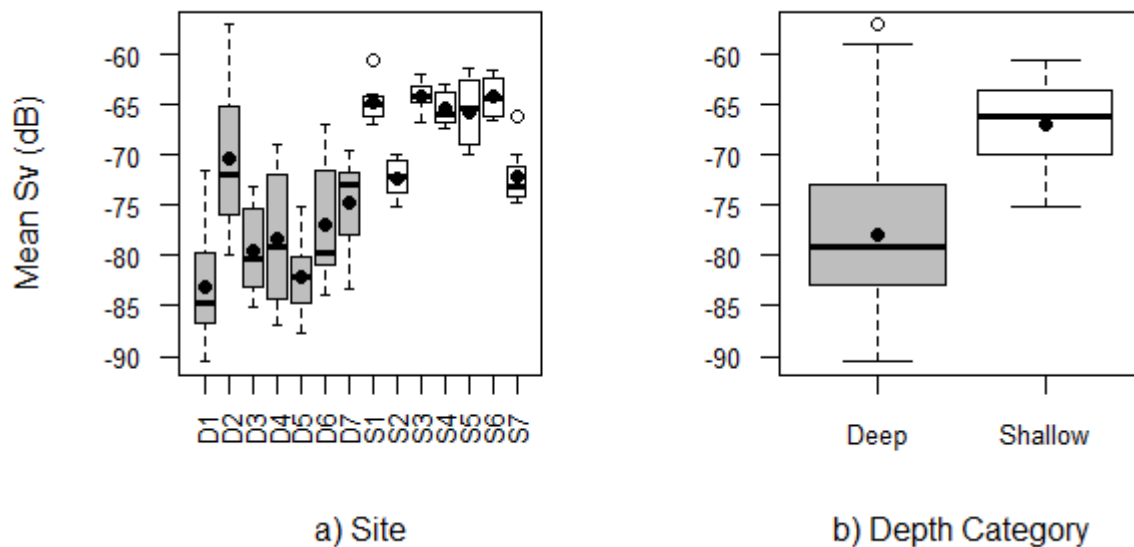 Mean Sv (dB)
-60
-65
-70
-75
-80
-85
-90
D1 D2 D3 D4 D5 D6 D7 S1 S2 S3 S4 S5 S6 S7
a) Site
-60
-65
-70
-75
-80
-85
-90
Deep Shallow
b) Depth Category